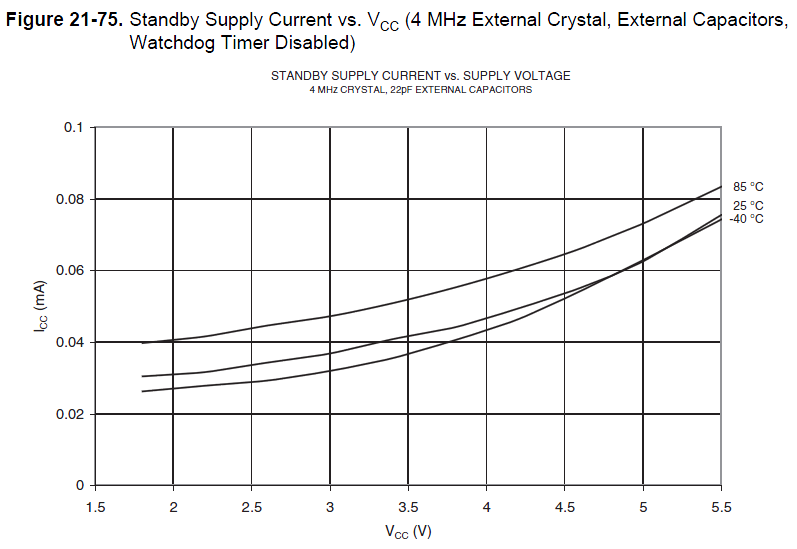 Figure 21-75. Standby Supply Current vs. VCC (4 MHz External Crystal, External Capacitors,
Watchdog Timer Disabled)
STANDBY SUPPLY CURRENT vs. SUPPLY VOLTAGE
4 MHz CRYSTAL, 22pF EXTERNAL CAPACITORS
0.1
0.08
0.06
0.04
0.02
0
ICC (mA)
85 °C
25 °C
-40 °C
1.5 2 2.5 3 3.5 4 4.5 5 5.5
VCC (V)